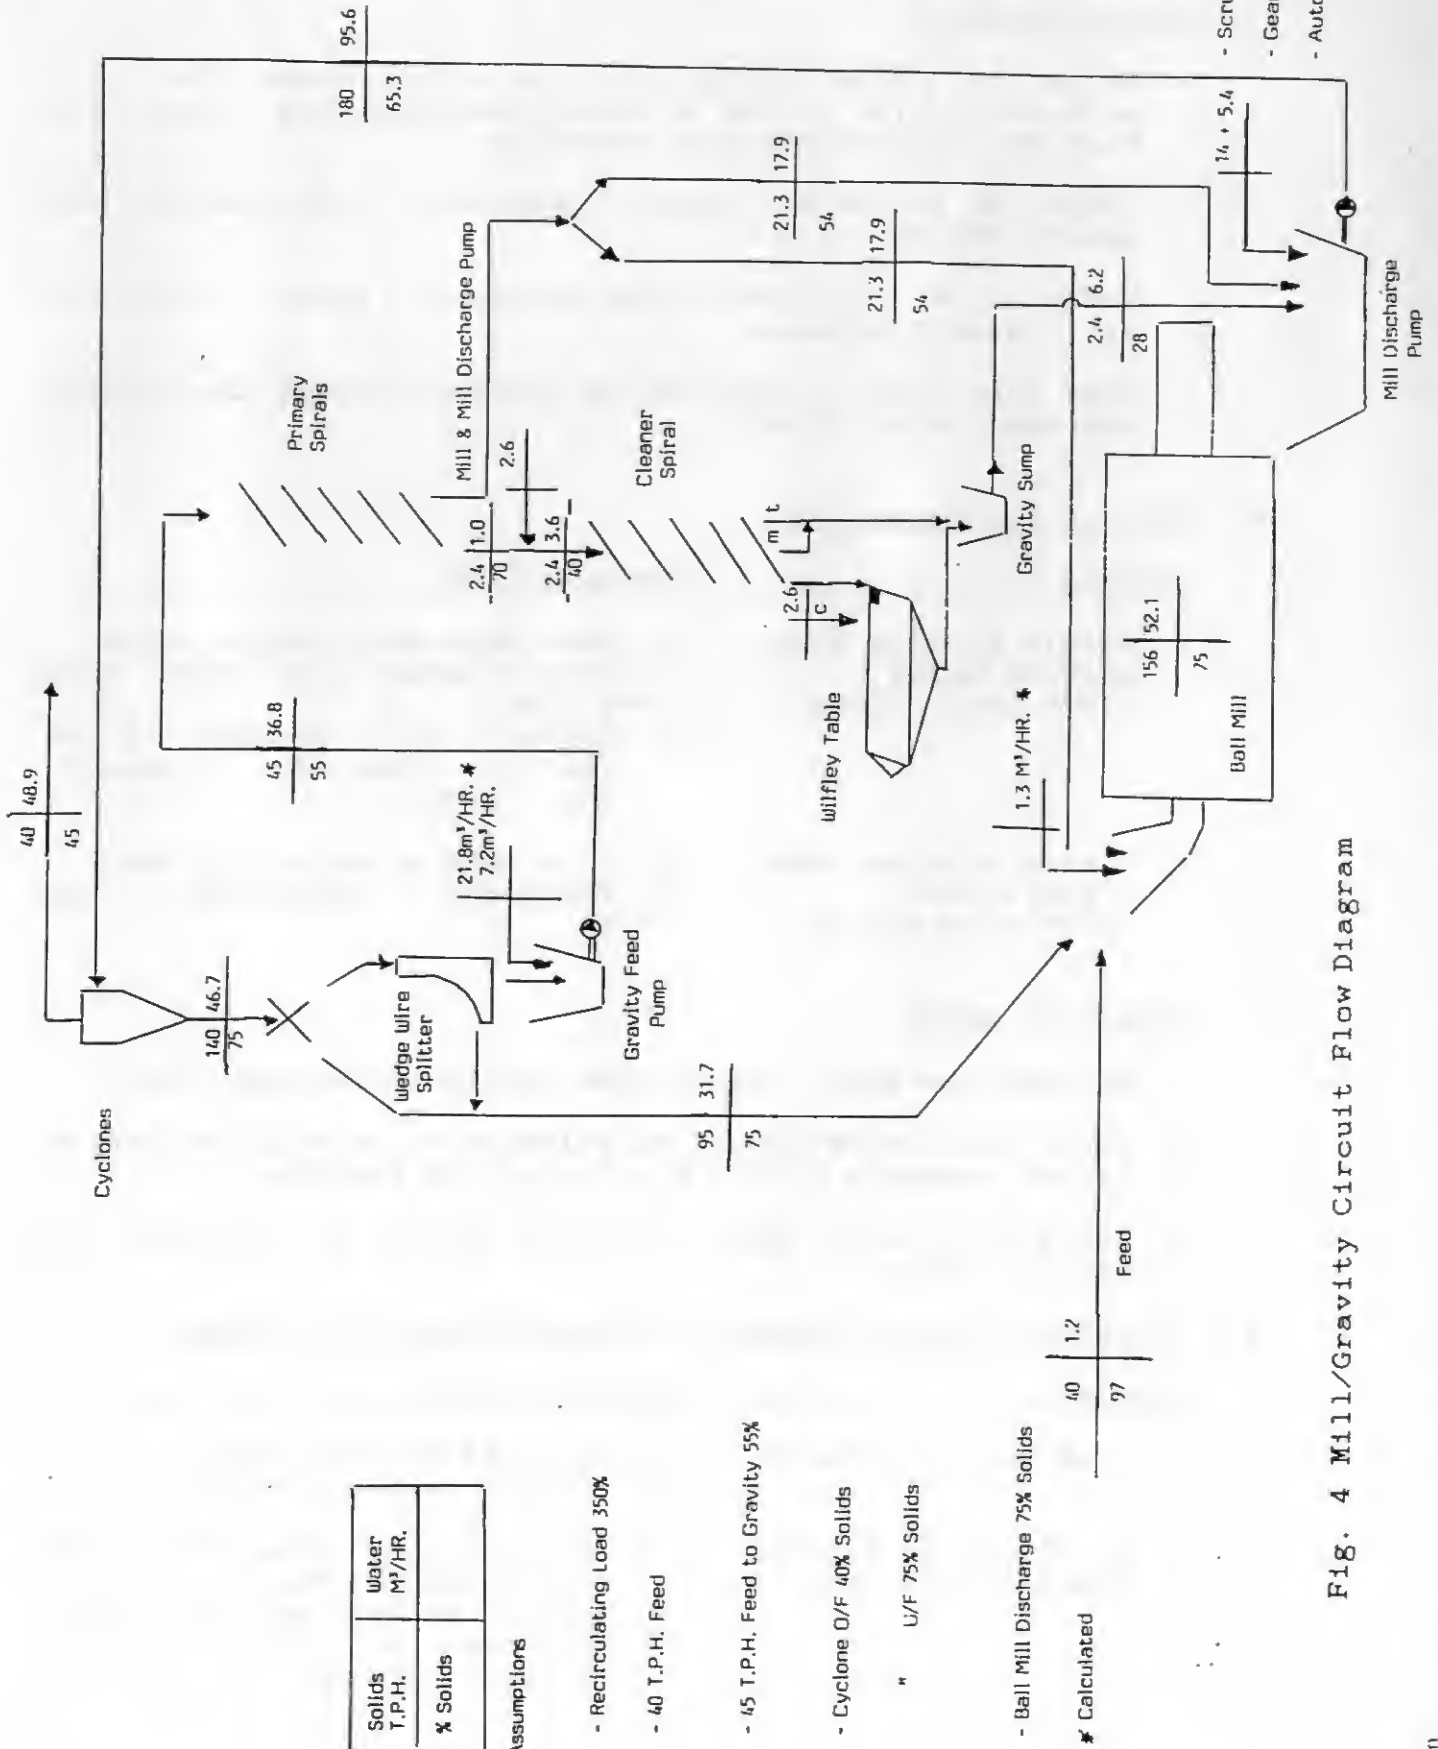 Solids
T.P.H.
Water
M³/HR.
% Solids
Assumptions
- Recirculating Load 350%
- 40 T.P.H. Feed
- 45 T.P.H. Feed to Gravity 55%
- Cyclone O/F 40% Solids
" U/F 75% Solids
- Ball Mill Discharge 75% Solids
* Calculated
Cyclones
40 48.9
45
180 95.6
65.3
140 46.7
75
Wedge Wire
Splitter
21.8m³/HR. *
7.2m³/HR.
Gravity Feed
Pump
45 36.8
55
Primary
Spirals
Mill & Mill Discharge Pump
2.4 1.0
70
2.6
2.4 3.6
40
Cleaner
Spiral
m t
2.6
c
Wilfley Table
Gravity Sump
21.3 17.9
54
21.3 17.9
54
2.4 6.2
28
14 + 5.4
95 31.7
75
1.3 M³/HR. *
156 52.1
75
Ball Mill
Mill Discharge
Pump
40 1.2
97
Feed
- Scru
- Gear
- Auto
Fig. 4 Mill/Gravity Circuit Flow Diagram